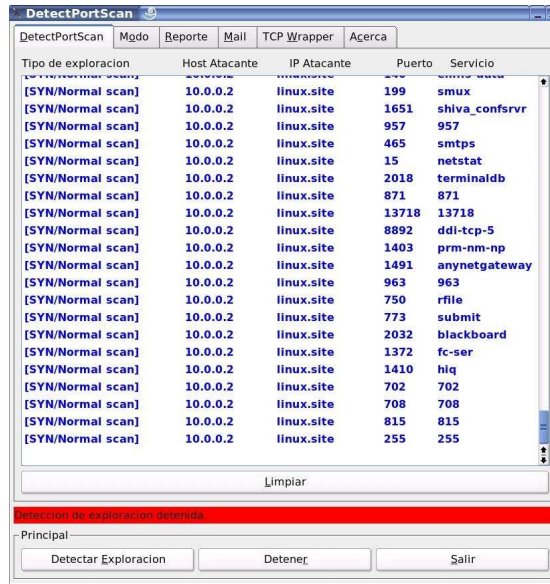 DetectPortScan
DetectPortScan Modo Reporte Mail TCP Wrapper Acerca
Tipo de exploracion Host Atacante IP Atacante Puerto Servicio
[SYN/Normal scan] 10.0.0.2 linux.site 199 smux
[SYN/Normal scan] 10.0.0.2 linux.site 1651 shiva_confsrvr
[SYN/Normal scan] 10.0.0.2 linux.site 957 957
[SYN/Normal scan] 10.0.0.2 linux.site 465 smtps
[SYN/Normal scan] 10.0.0.2 linux.site 15 netstat
[SYN/Normal scan] 10.0.0.2 linux.site 2018 terminaldb
[SYN/Normal scan] 10.0.0.2 linux.site 871 871
[SYN/Normal scan] 10.0.0.2 linux.site 13718 13718
[SYN/Normal scan] 10.0.0.2 linux.site 8892 ddi-tcp-5
[SYN/Normal scan] 10.0.0.2 linux.site 1403 prm-nm-np
[SYN/Normal scan] 10.0.0.2 linux.site 1491 anynetgateway
[SYN/Normal scan] 10.0.0.2 linux.site 963 963
[SYN/Normal scan] 10.0.0.2 linux.site 750 rfile
[SYN/Normal scan] 10.0.0.2 linux.site 773 submit
[SYN/Normal scan] 10.0.0.2 linux.site 2032 blackboard
[SYN/Normal scan] 10.0.0.2 linux.site 1372 fc-ser
[SYN/Normal scan] 10.0.0.2 linux.site 1410 hiq
[SYN/Normal scan] 10.0.0.2 linux.site 702 702
[SYN/Normal scan] 10.0.0.2 linux.site 708 708
[SYN/Normal scan] 10.0.0.2 linux.site 815 815
[SYN/Normal scan] 10.0.0.2 linux.site 255 255
Limpiar
Deteccion de exploracion detenida.
Principal
Detectar Exploracion Detener Salir